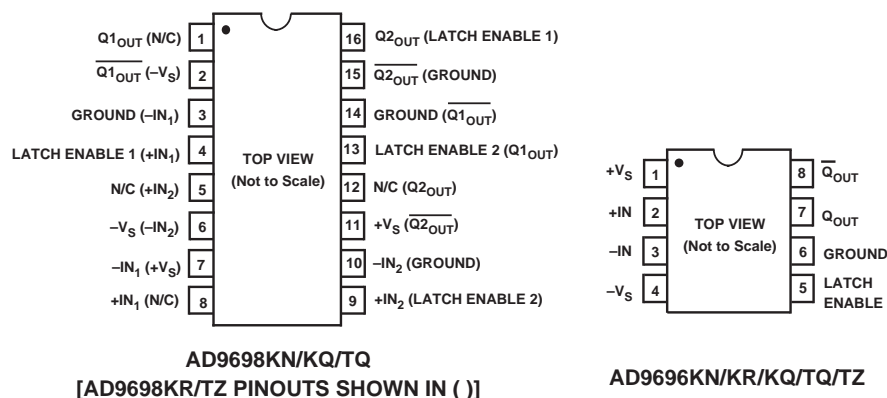 Q1OUT (N/C) 1
Q1OUT (–VS) 2
GROUND (–IN1) 3
LATCH ENABLE 1 (+IN1) 4
N/C (+IN2) 5
–VS (–IN2) 6
–IN1 (+VS) 7
+IN1 (N/C) 8
TOP VIEW
(Not to Scale)
16 Q2OUT (LATCH ENABLE 1)
15 Q2OUT (GROUND)
14 GROUND (Q1OUT)
13 LATCH ENABLE 2 (Q1OUT)
12 N/C (Q2OUT)
11 +VS (Q2OUT)
10 –IN2 (GROUND)
9 +IN2 (LATCH ENABLE 2)
AD9698KN/KQ/TQ
[AD9698KR/TZ PINOUTS SHOWN IN ( )]
+VS 1
+IN 2
–IN 3
–VS 4
TOP VIEW
(Not to Scale)
8 QOUT
7 QOUT
6 GROUND
5 LATCH
ENABLE
AD9696KN/KR/KQ/TQ/TZ